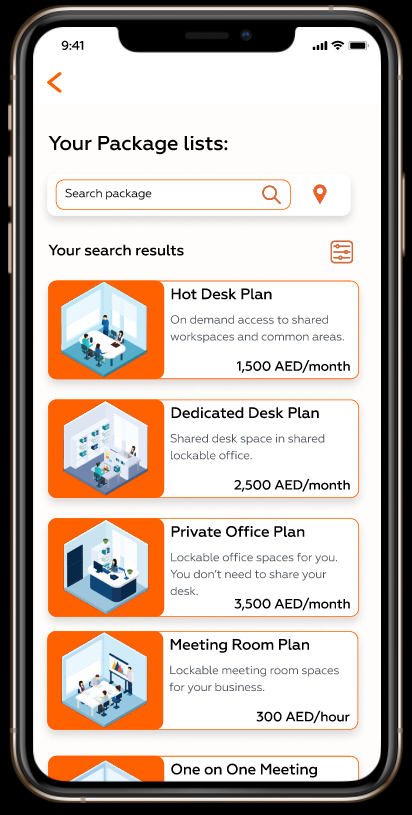 9:41
Your Package lists:
Search package
Your search results
Hot Desk Plan
On demand access to shared
workspaces and common areas.
1,500 AED/month
Dedicated Desk Plan
Shared desk space in shared
lockable office.
2,500 AED/month
Private Office Plan
Lockable office spaces for you.
You don't need to share your
desk.
3,500 AED/month
Meeting Room Plan
Lockable meeting room spaces
for your business.
300 AED/hour
One on One Meeting